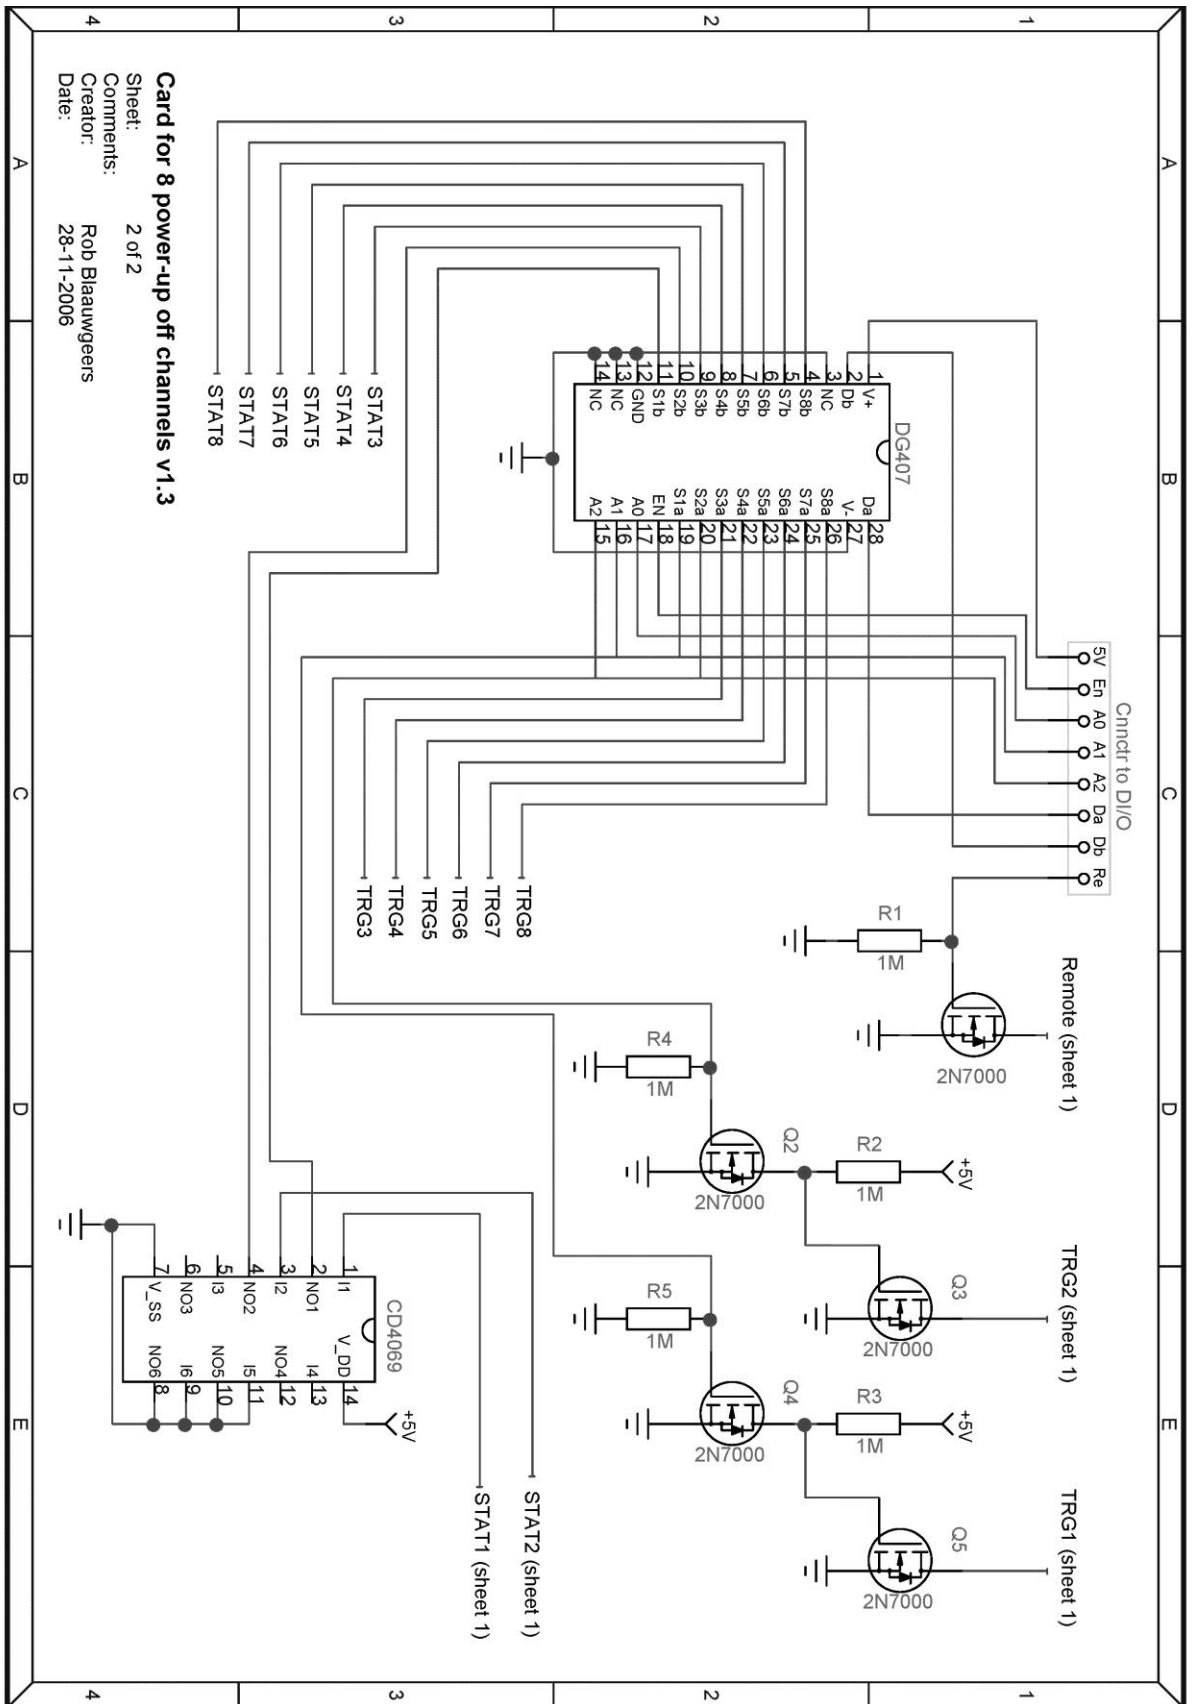 Card for 8 power-up off channels v1.3
Sheet: 2 of 2
Comments:
Creator: Rob Blaauwgeers
Date: 28-11-2006
A
B
C
D
E
A
B
C
D
E
1
2
3
4
1
2
3
4
Cnnctr to DI/O
5V
En
A0
A1
A2
Da
Db
Re
DG407
1 V+
2 Db
3 NC
4 S8b
5 S7b
6 S6b
7 S5b
8 S4b
9 S3b
10 S2b
11 S1b
12 GND
13 NC
14 NC
Da 28
V- 27
S8a 26
S7a 25
S6a 24
S5a 23
S4a 22
S3a 21
S2a 20
S1a 19
EN 18
A0 17
A1 16
A2 15
STAT3
STAT4
STAT5
STAT6
STAT7
STAT8
TRG8
TRG7
TRG6
TRG5
TRG4
TRG3
R1
1M
Remote (sheet 1)
2N7000
R4
1M
Q2
2N7000
R2
1M
+5V
TRG2 (sheet 1)
Q3
2N7000
R5
1M
Q4
2N7000
R3
1M
+5V
TRG1 (sheet 1)
Q5
2N7000
CD4069
1 I1
2 NO1
3 I2
4 NO2
5 I3
6 NO3
7 V_SS
V_DD 14
I4 13
NO4 12
I5 11
NO5 10
I6 9
NO6 8
+5V
STAT2 (sheet 1)
STAT1 (sheet 1)